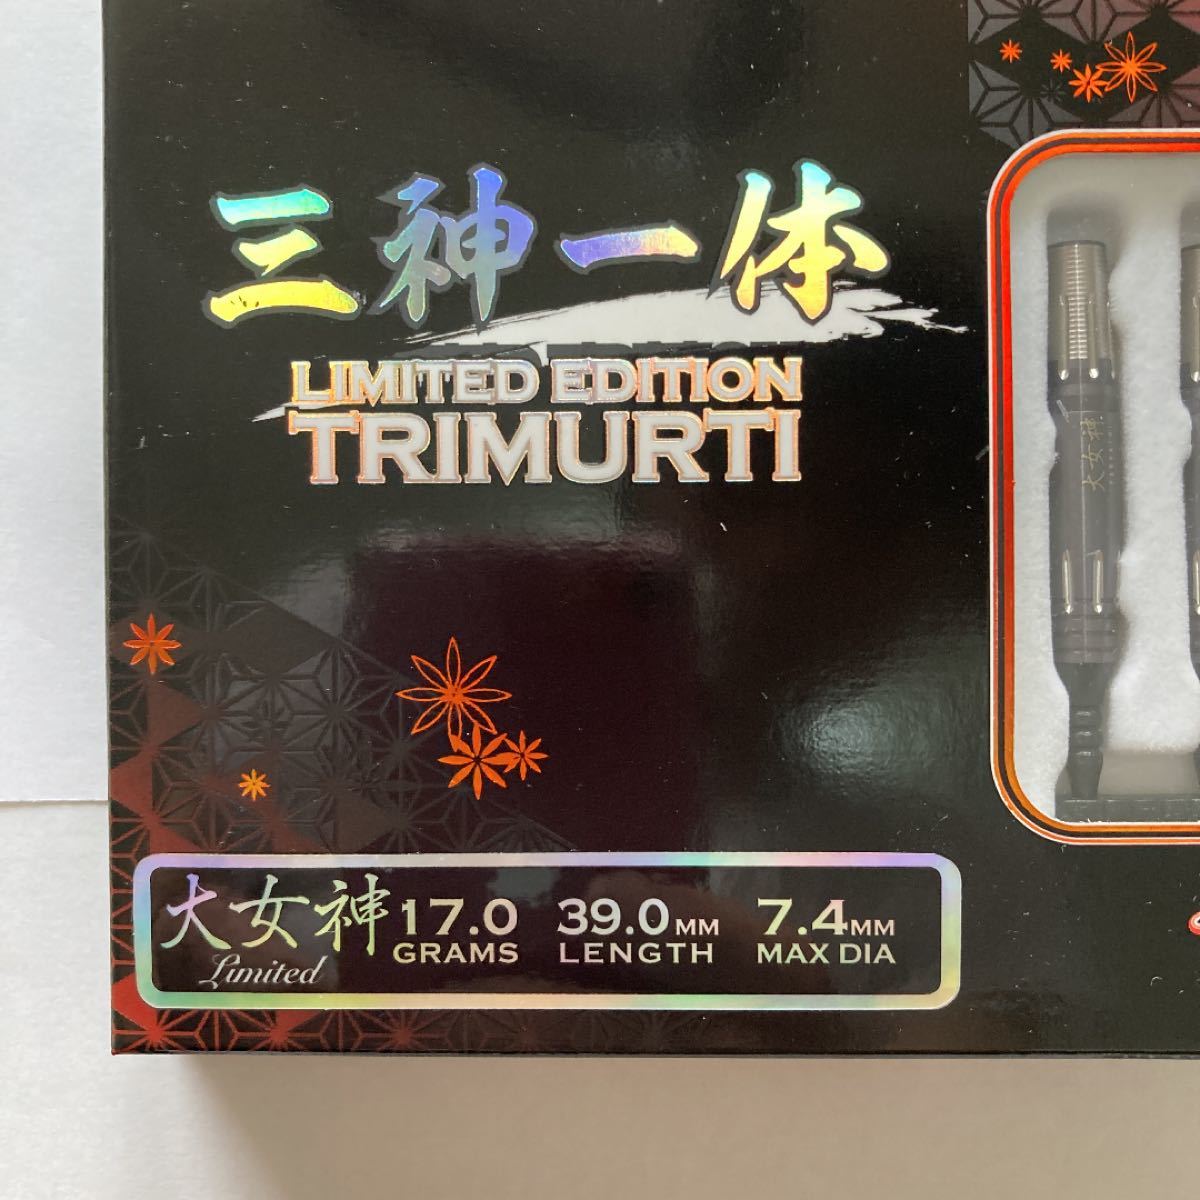 三神一体
LIMITED EDITION
TRIMURTI
大女神
大女神
Limited
17.0
GRAMS
39.0MM
LENGTH
7.4MM
MAX DIA